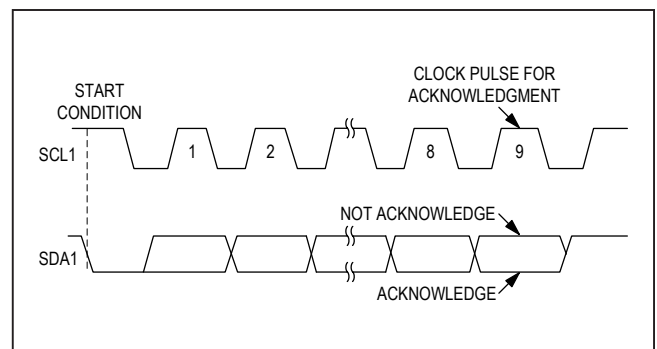 START
CONDITION
CLOCK PULSE FOR
ACKNOWLEDGMENT
SCL1
1
2
8
9
NOT ACKNOWLEDGE
SDA1
ACKNOWLEDGE